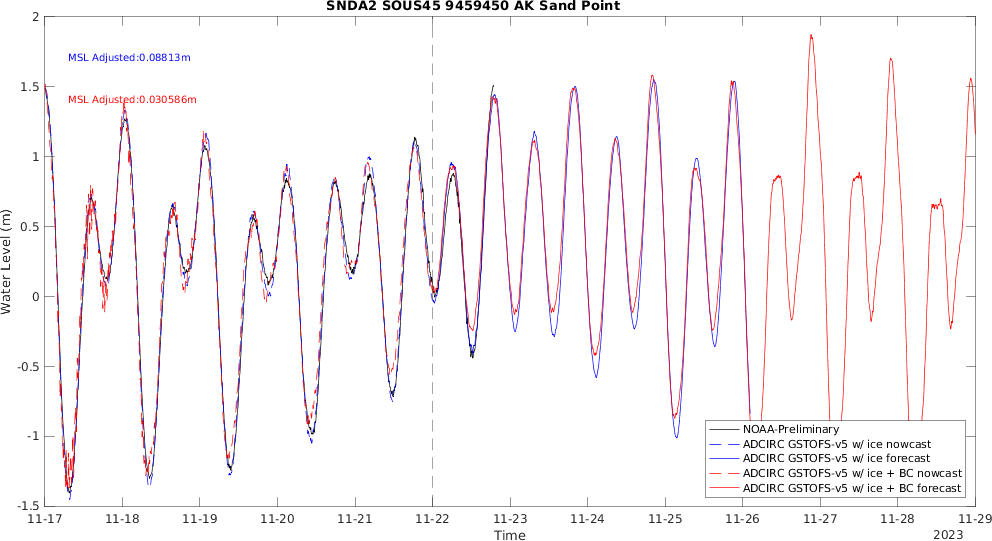 SNDA2 SOUS45 9459450 AK Sand Point
2
1.5
1
0.5
0
-0.5
-1
-1.5
Water Level (m)
MSL Adjusted:0.08813m
MSL Adjusted:0.030586m
NOAA-Preliminary
ADCIRC GSTOFS-v5 w/ ice nowcast
ADCIRC GSTOFS-v5 w/ ice forecast
ADCIRC GSTOFS-v5 w/ ice + BC nowcast
ADCIRC GSTOFS-v5 w/ ice + BC forecast
11-17 11-18 11-19 11-20 11-21 11-22 11-23 11-24 11-25 11-26 11-27 11-28 11-29
Time
2023